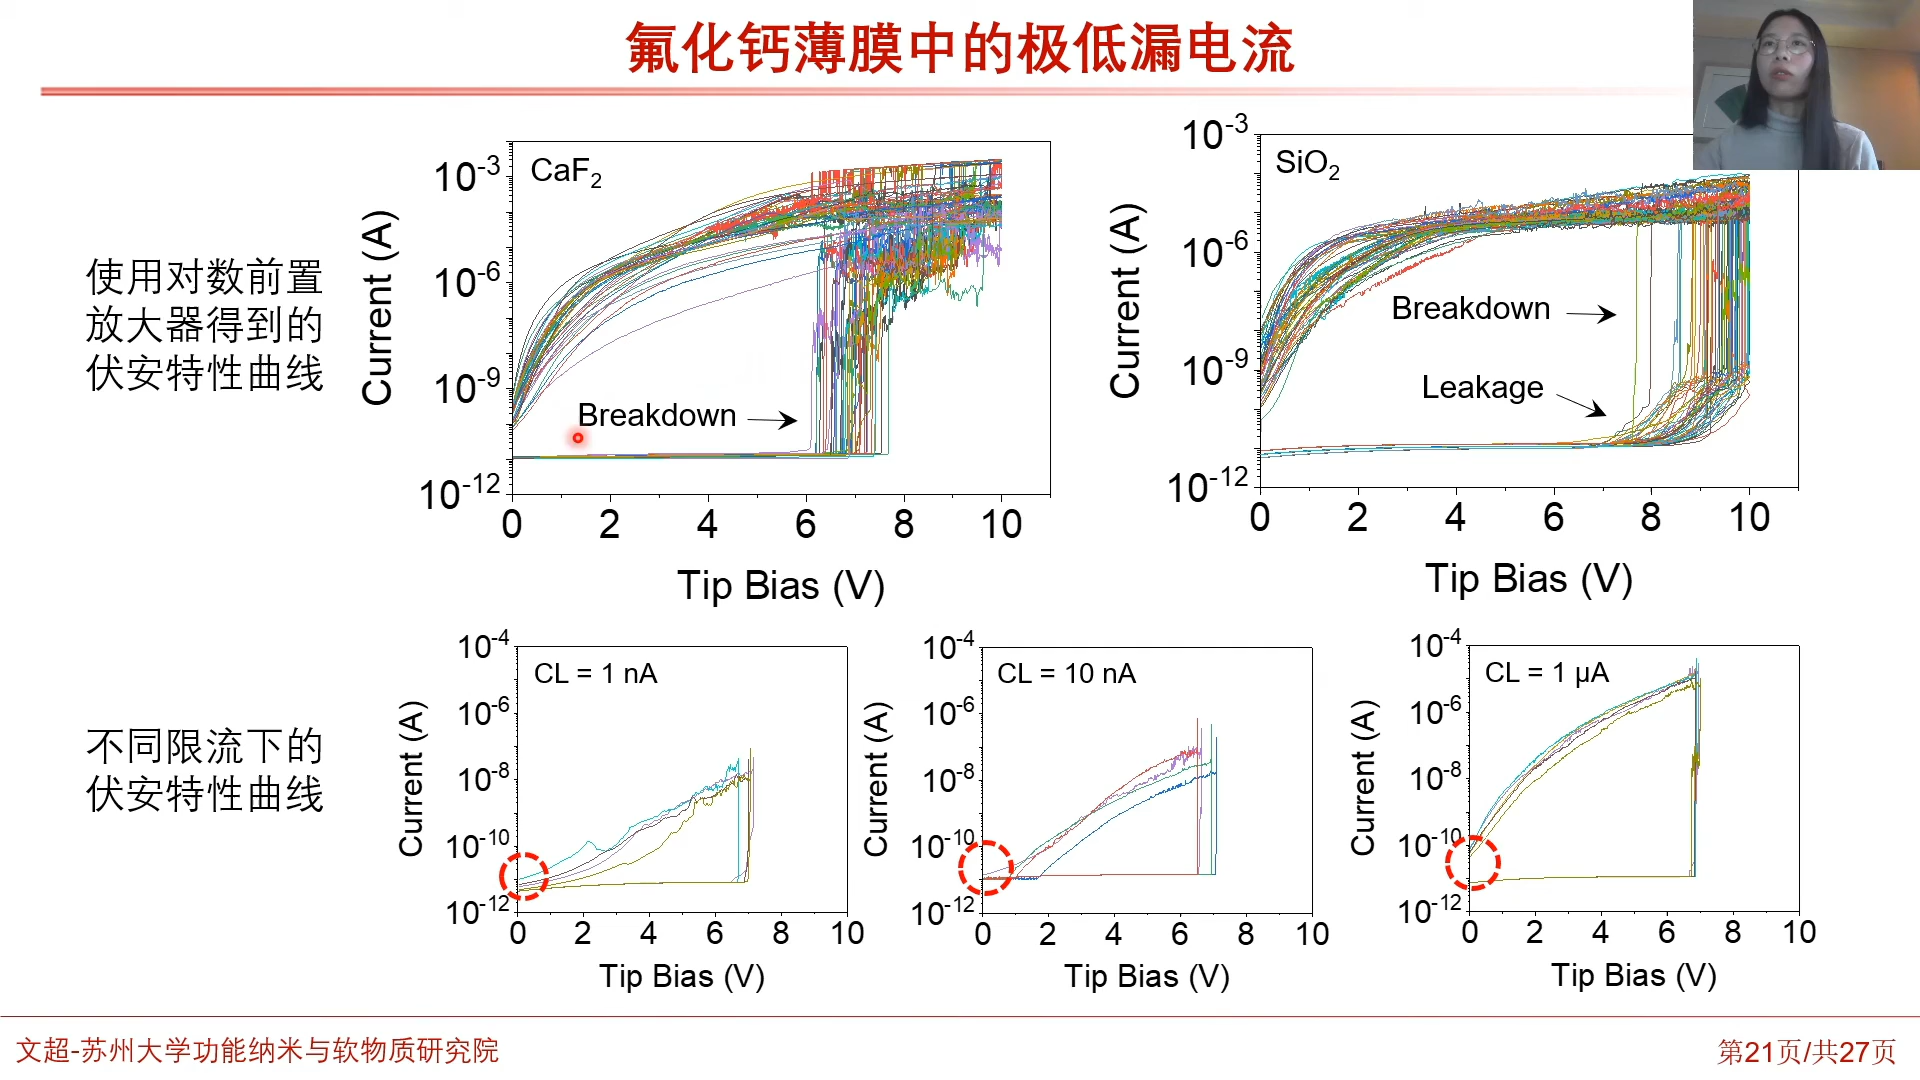 氟化钙薄膜中的极低漏电流
使用对数前置
放大器得到的
伏安特性曲线
CaF2
Current (A)
10-3
10-6
10-9
10-12
Breakdown
0 2 4 6 8 10
Tip Bias (V)
SiO2
Current (A)
10-3
10-6
10-9
10-12
Breakdown
Leakage
0 2 4 6 8 10
Tip Bias (V)
不同限流下的
伏安特性曲线
CL = 1 nA
Current (A)
10-4
10-6
10-8
10-10
10-12
0 2 4 6 8 10
Tip Bias (V)
CL = 10 nA
Current (A)
10-4
10-6
10-8
10-10
10-12
0 2 4 6 8 10
Tip Bias (V)
CL = 1 μA
Current (A)
10-4
10-6
10-8
10-10
10-12
0 2 4 6 8 10
Tip Bias (V)
文超-苏州大学功能纳米与软物质研究院
第21页/共27页